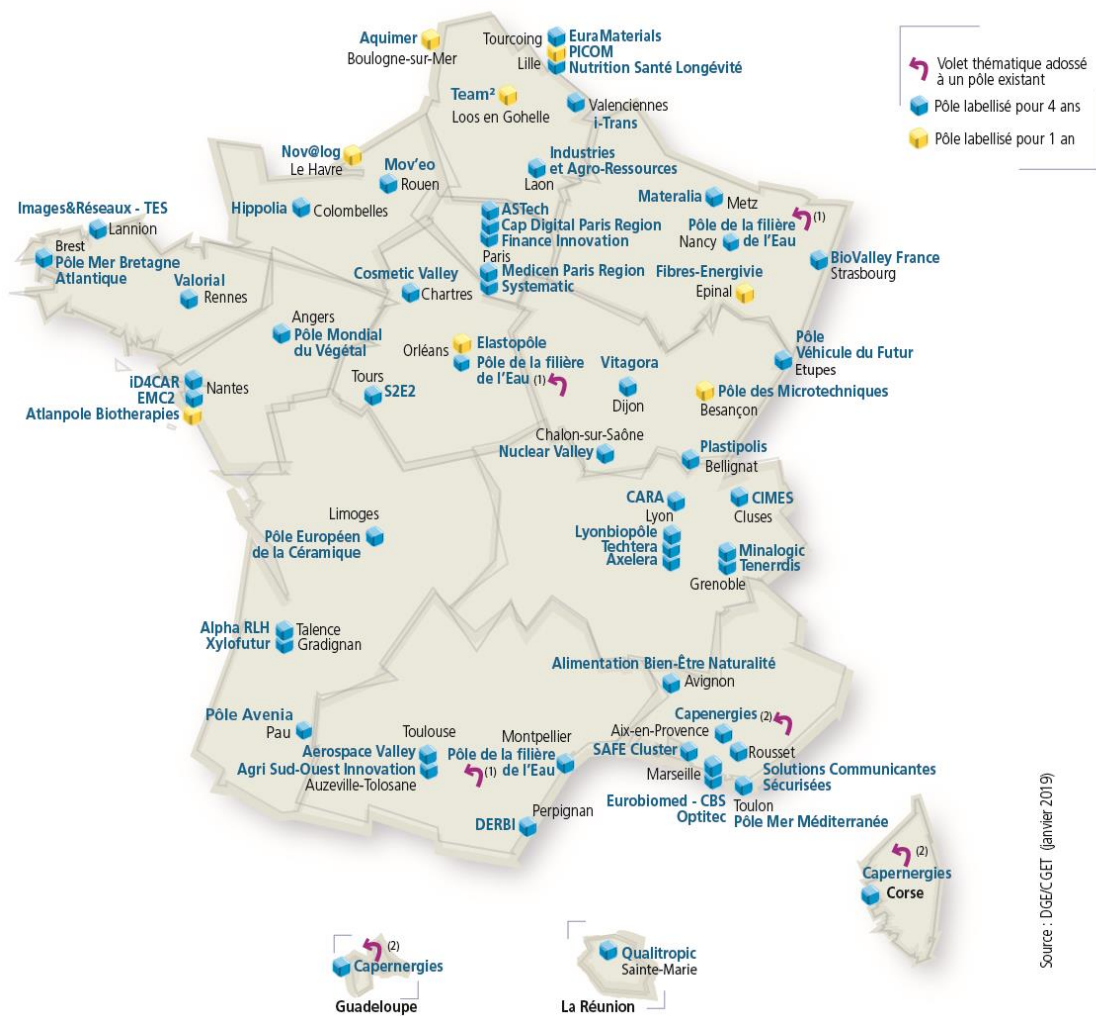 Aquimer
Boulogne-sur-Mer
Tourcoing
EuraMaterials
PICOM
Lille
Nutrition Santé Longévité
Volet thématique adossé
à un pôle existant
Pôle labellisé pour 4 ans
Pôle labellisé pour 1 an
Team²
Loos en Gohelle
Valenciennes
i-Trans
Nov@log
Le Havre
Mov'eo
Rouen
Industries
et Agro-Ressources
Laon
Hippolia
Colombelles
Materalia
Metz
(1)
Images&Réseaux - TES
Lannion
ASTech
Cap Digital Paris Region
Finance Innovation
Paris
Medicen Paris Region
Systematic
Pôle de la filière
Nancy
de l'Eau
BioValley France
Strasbourg
Brest
Pôle Mer Bretagne
Atlantique
Valorial
Rennes
Cosmetic Valley
Chartres
Fibres-Energivie
Epinal
Angers
Pôle Mondial
du Végétal
Orléans
Elastopôle
Pôle de la filière
de l'Eau (1)
Tours
S2E2
Vitagora
Dijon
Pôle
Véhicule du Futur
Etupes
Pôle des Microtechniques
Besançon
iD4CAR
Nantes
EMC2
Atlanpole Biotherapies
Chalon-sur-Saône
Nuclear Valley
Plastipolis
Bellignat
CARA
Lyon
CIMES
Cluses
Limoges
Pôle Européen
de la Céramique
Lyonbiopôle
Techtera
Axelera
Minalogic
Tenerrdis
Grenoble
Alpha RLH
Talence
Xylofutur
Gradignan
Alimentation Bien-Être Naturalité
Avignon
Pôle Avenia
Pau
Toulouse
Aerospace Valley
Agri Sud-Ouest Innovation
Auzeville-Tolosane
(1)
Montpellier
Pôle de la filière
de l'Eau
Capenergies (2)
Aix-en-Provence
SAFE Cluster
Rousset
Marseille
Solutions Communicantes
Sécurisées
Eurobiomed - CBS
Optitec
Toulon
Pôle Mer Méditerranée
Perpignan
DERBI
(2)
Capernergies
Corse
Source : DGE/CGET (janvier 2019)
(2)
Capernergies
Guadeloupe
Qualitropic
Sainte-Marie
La Réunion